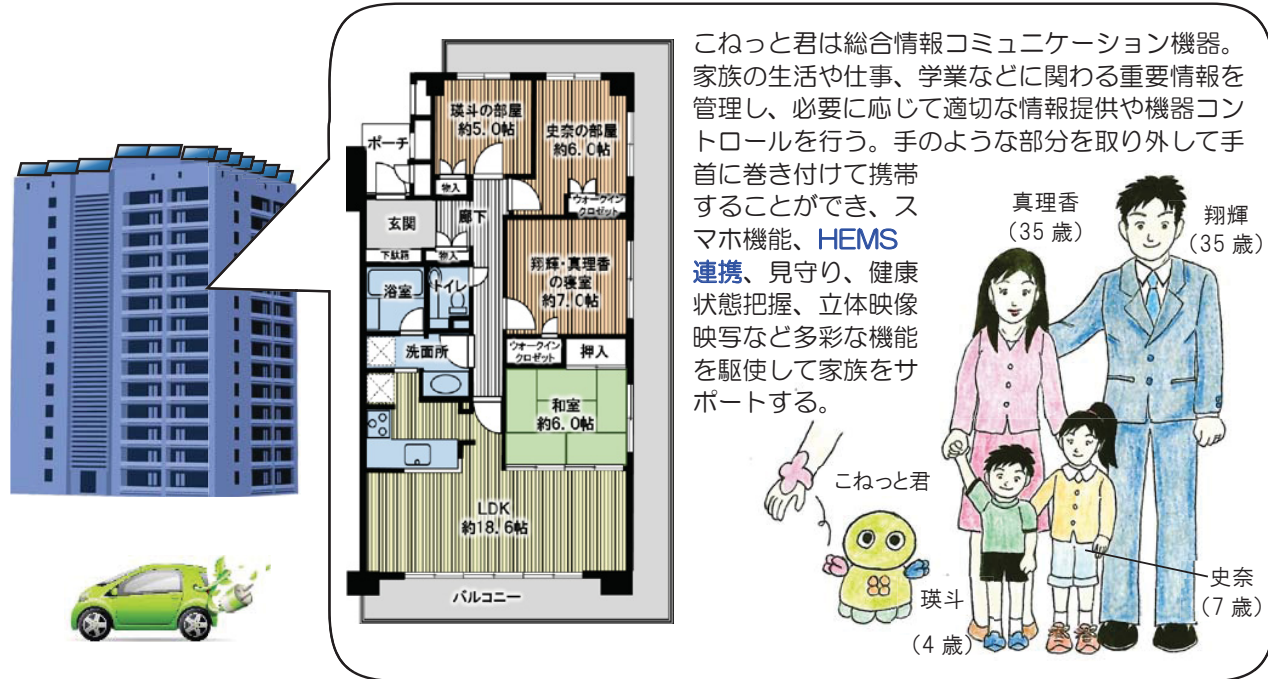 こねっと君は総合情報コミュニケーション機器。
家族の生活や仕事、学業などに関わる重要情報を
管理し、必要に応じて適切な情報提供や機器コン
トロールを行う。手のような部分を取り外して手
首に巻き付けて携帯
することができ、ス
マホ機能、HEMS
連携、見守り、健康
状態把握、立体映像
映写など多彩な機能
を駆使して家族をサ
ポートする。
瑛斗の部屋
約5.0帖
史奈の部屋
約6.0帖
ポーチ
物入
ウォークイン
クロゼット
玄関
廊下
下駄箱
物入
翔輝・真理香
の寝室
約7.0帖
浴室
トイレ
洗面所
ウォークイン
クロゼット
押入
和室
約6.0帖
LDK
約18.6帖
バルコニー
真理香
(35 歳)
翔輝
(35 歳)
こねっと君
瑛斗
(4 歳)
史奈
(7 歳)